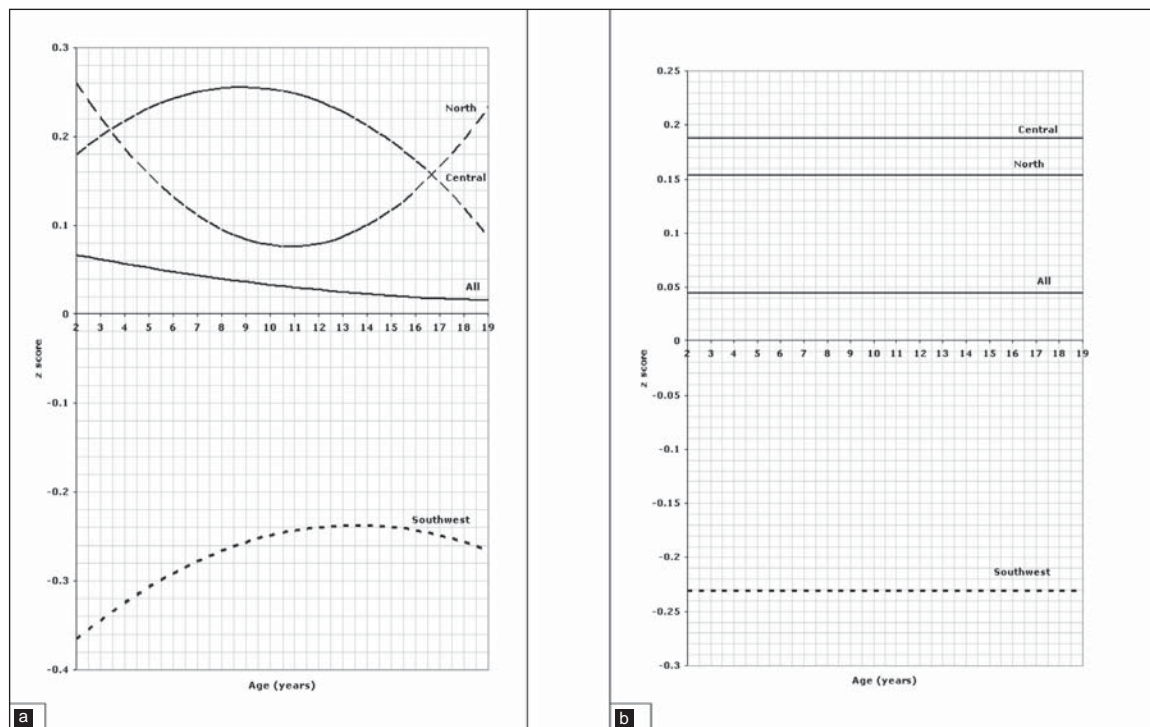 0.3
North
0.2
Central
0.1
All
0
2 3 4 5 6 7 8 9 10 11 12 13 14 15 16 17 18 19
z score
-0.1
-0.2
Southwest
-0.3
-0.4
Age (years)
a
0.25
0.2
Central
North
0.15
0.1
All
0.05
0
2 3 4 5 6 7 8 9 10 11 12 13 14 15 16 17 18 19
z score
-0.05
-0.1
-0.15
-0.2
Southwest
-0.25
-0.3
Age (years)
b